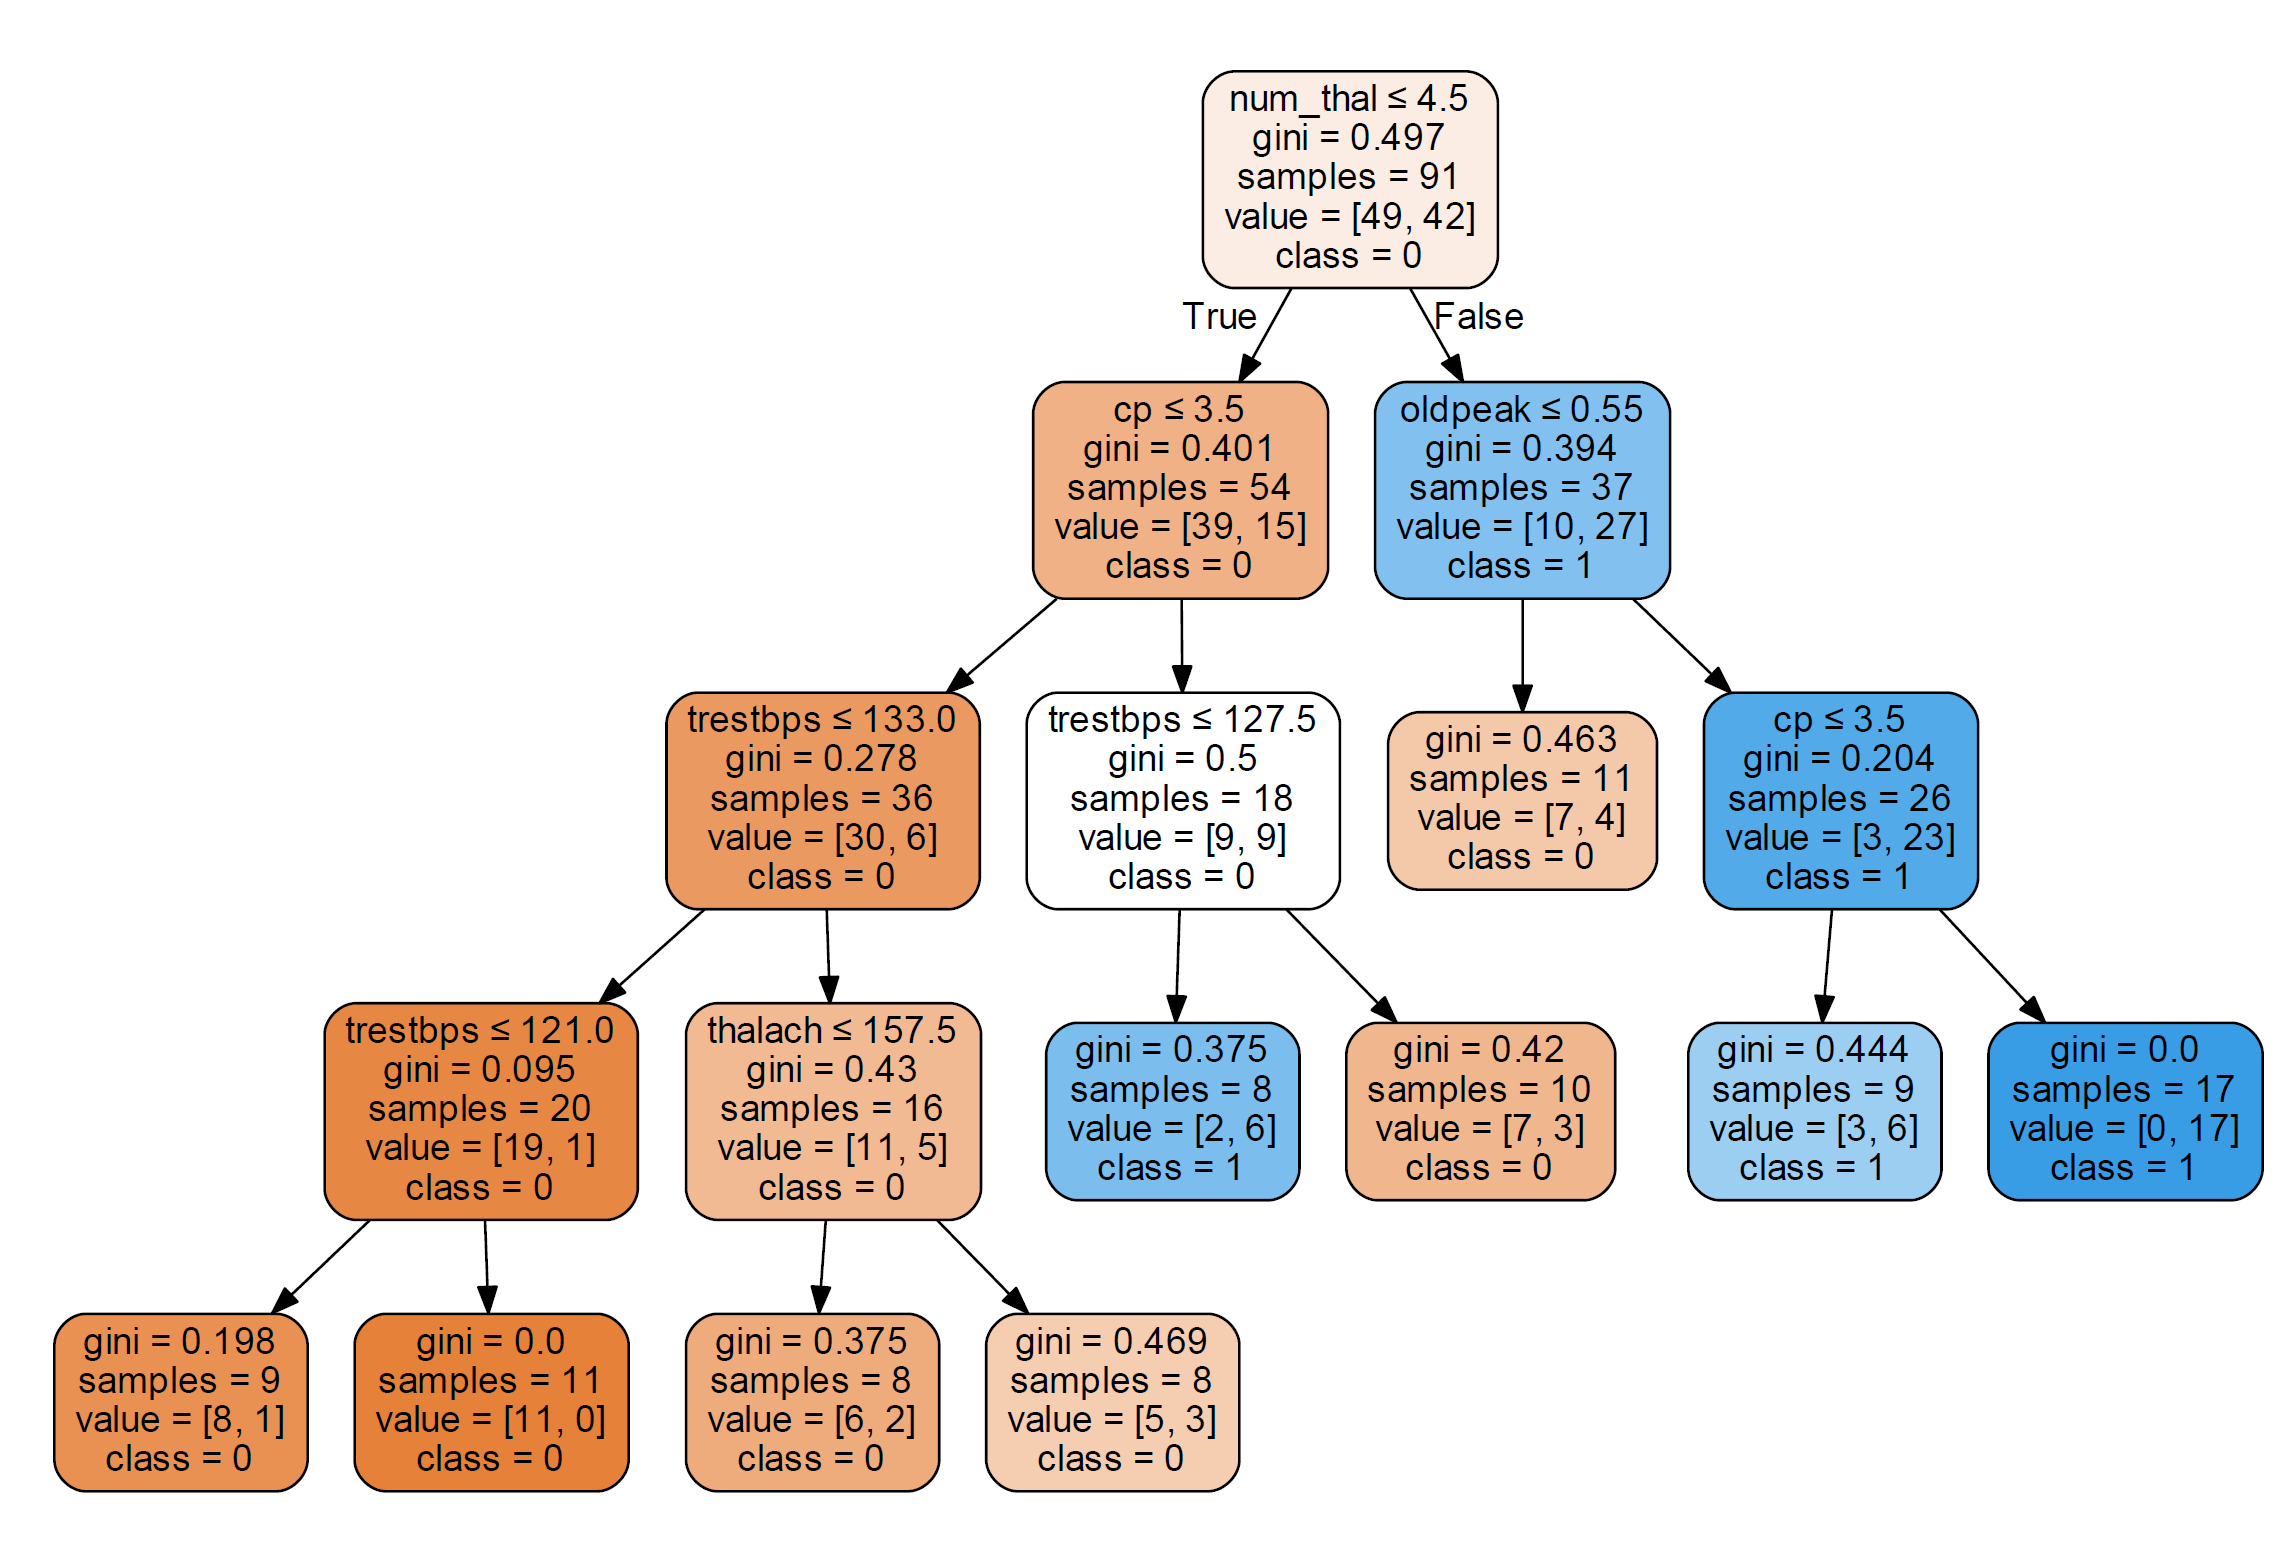 num_thal ≤ 4.5
gini = 0.497
samples = 91
value = [49, 42]
class = 0
True
False
cp ≤ 3.5
gini = 0.401
samples = 54
value = [39, 15]
class = 0
oldpeak ≤ 0.55
gini = 0.394
samples = 37
value = [10, 27]
class = 1
trestbps ≤ 133.0
gini = 0.278
samples = 36
value = [30, 6]
class = 0
trestbps ≤ 127.5
gini = 0.5
samples = 18
value = [9, 9]
class = 0
gini = 0.463
samples = 11
value = [7, 4]
class = 0
cp ≤ 3.5
gini = 0.204
samples = 26
value = [3, 23]
class = 1
trestbps ≤ 121.0
gini = 0.095
samples = 20
value = [19, 1]
class = 0
thalach ≤ 157.5
gini = 0.43
samples = 16
value = [11, 5]
class = 0
gini = 0.375
samples = 8
value = [2, 6]
class = 1
gini = 0.42
samples = 10
value = [7, 3]
class = 0
gini = 0.444
samples = 9
value = [3, 6]
class = 1
gini = 0.0
samples = 17
value = [0, 17]
class = 1
gini = 0.198
samples = 9
value = [8, 1]
class = 0
gini = 0.0
samples = 11
value = [11, 0]
class = 0
gini = 0.375
samples = 8
value = [6, 2]
class = 0
gini = 0.469
samples = 8
value = [5, 3]
class = 0